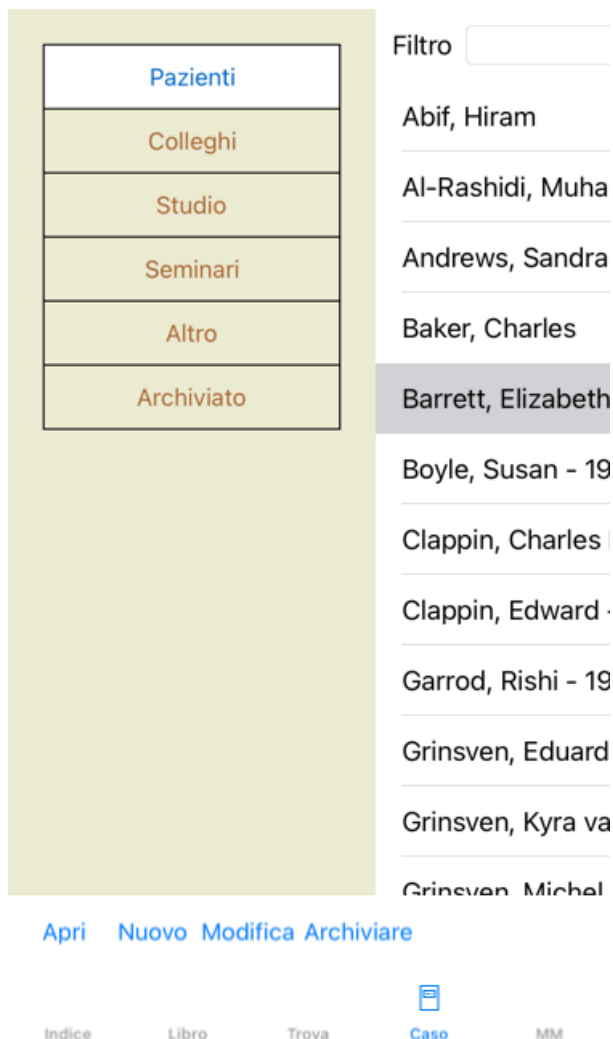 Pazienti
Colleghi
Studio
Seminari
Altro
Archiviato
Filtro
Abif, Hiram
Al-Rashidi, Muha
Andrews, Sandra
Baker, Charles
Barrett, Elizabeth
Boyle, Susan - 19
Clappin, Charles
Clappin, Edward -
Garrod, Rishi - 19
Grinsven, Eduard
Grinsven, Kyra va
Grinsven, Michel
Apri Nuovo Modifica Archiviare
Indice Libro Trova Caso MM